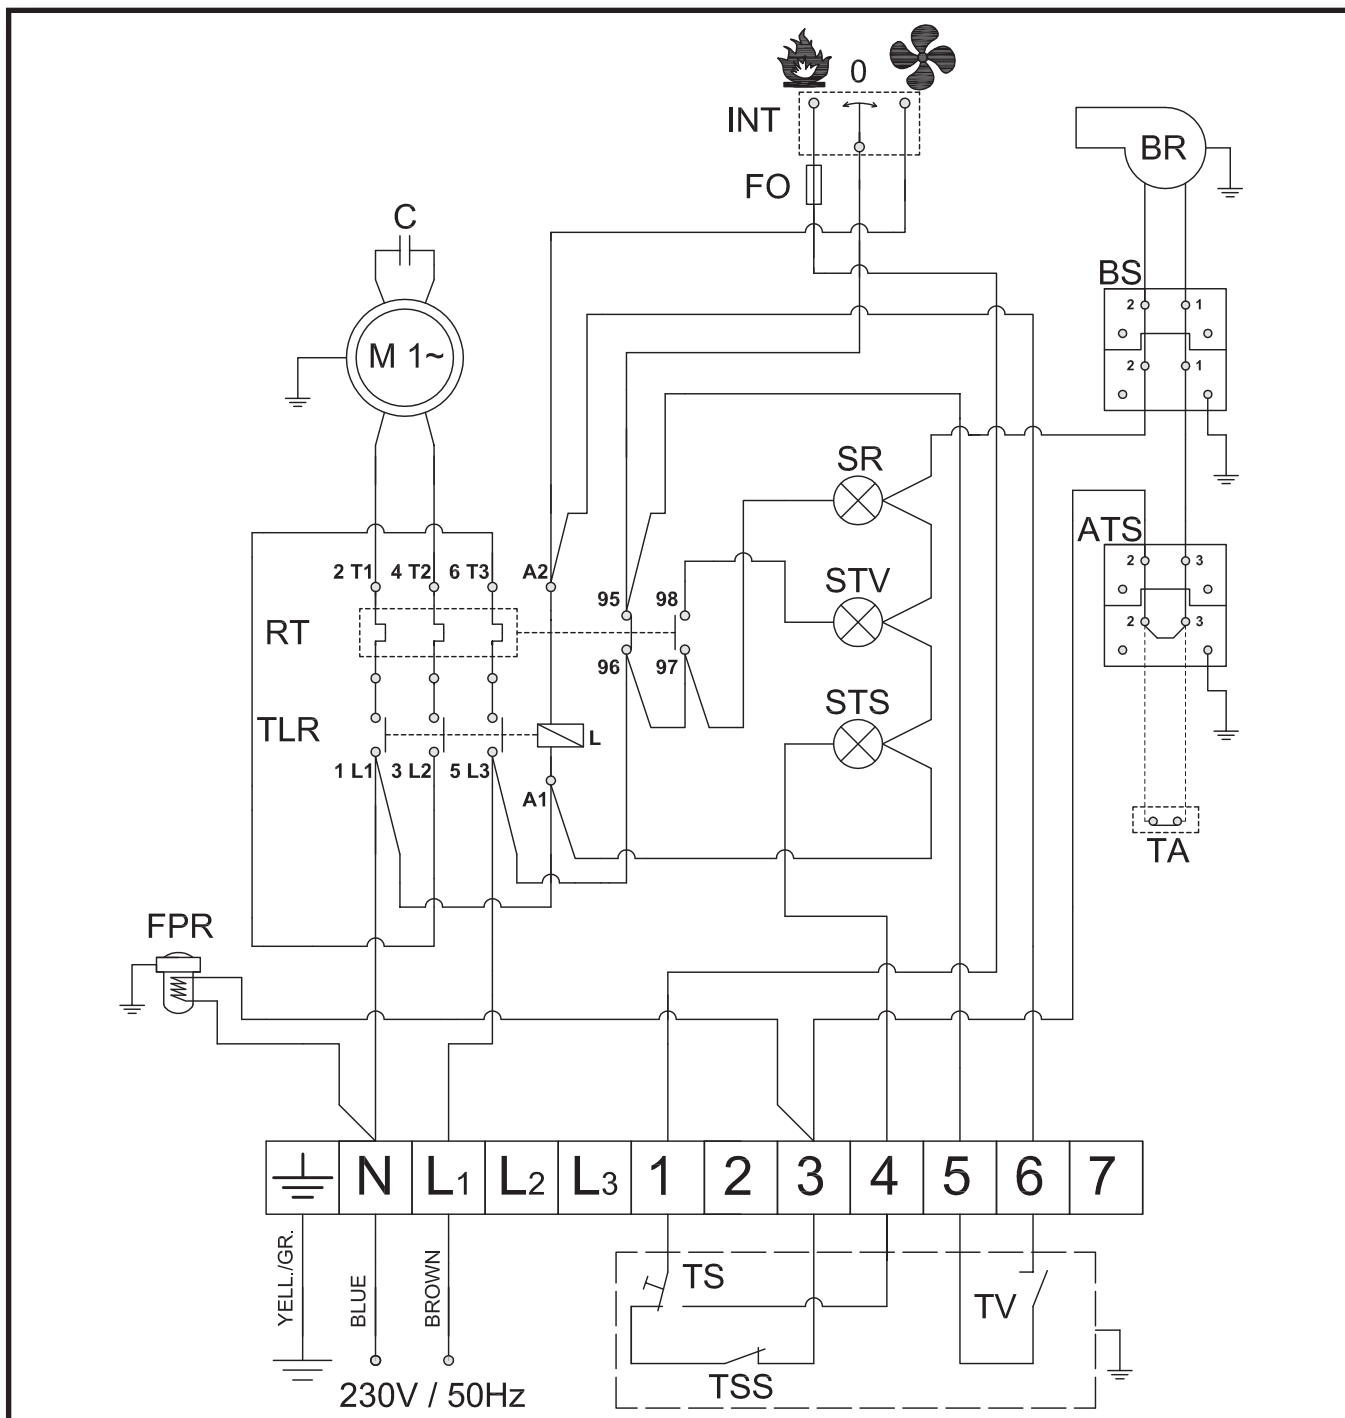 0
INT
BR
FO
C
BS
2 1
M 1~
2 1
SR
ATS
2 T1 4 T2 6 T3 A2
2 3
STV
95 98
RT
2 3
96 97
STS
TLR
L
1 L1 3 L2 5 L3
A1
TA
FPR
N L1 L2 L3 1 2 3 4 5 6 7
YELL./GR.
BLUE
BROWN
TS
TV
TSS
230V / 50Hz